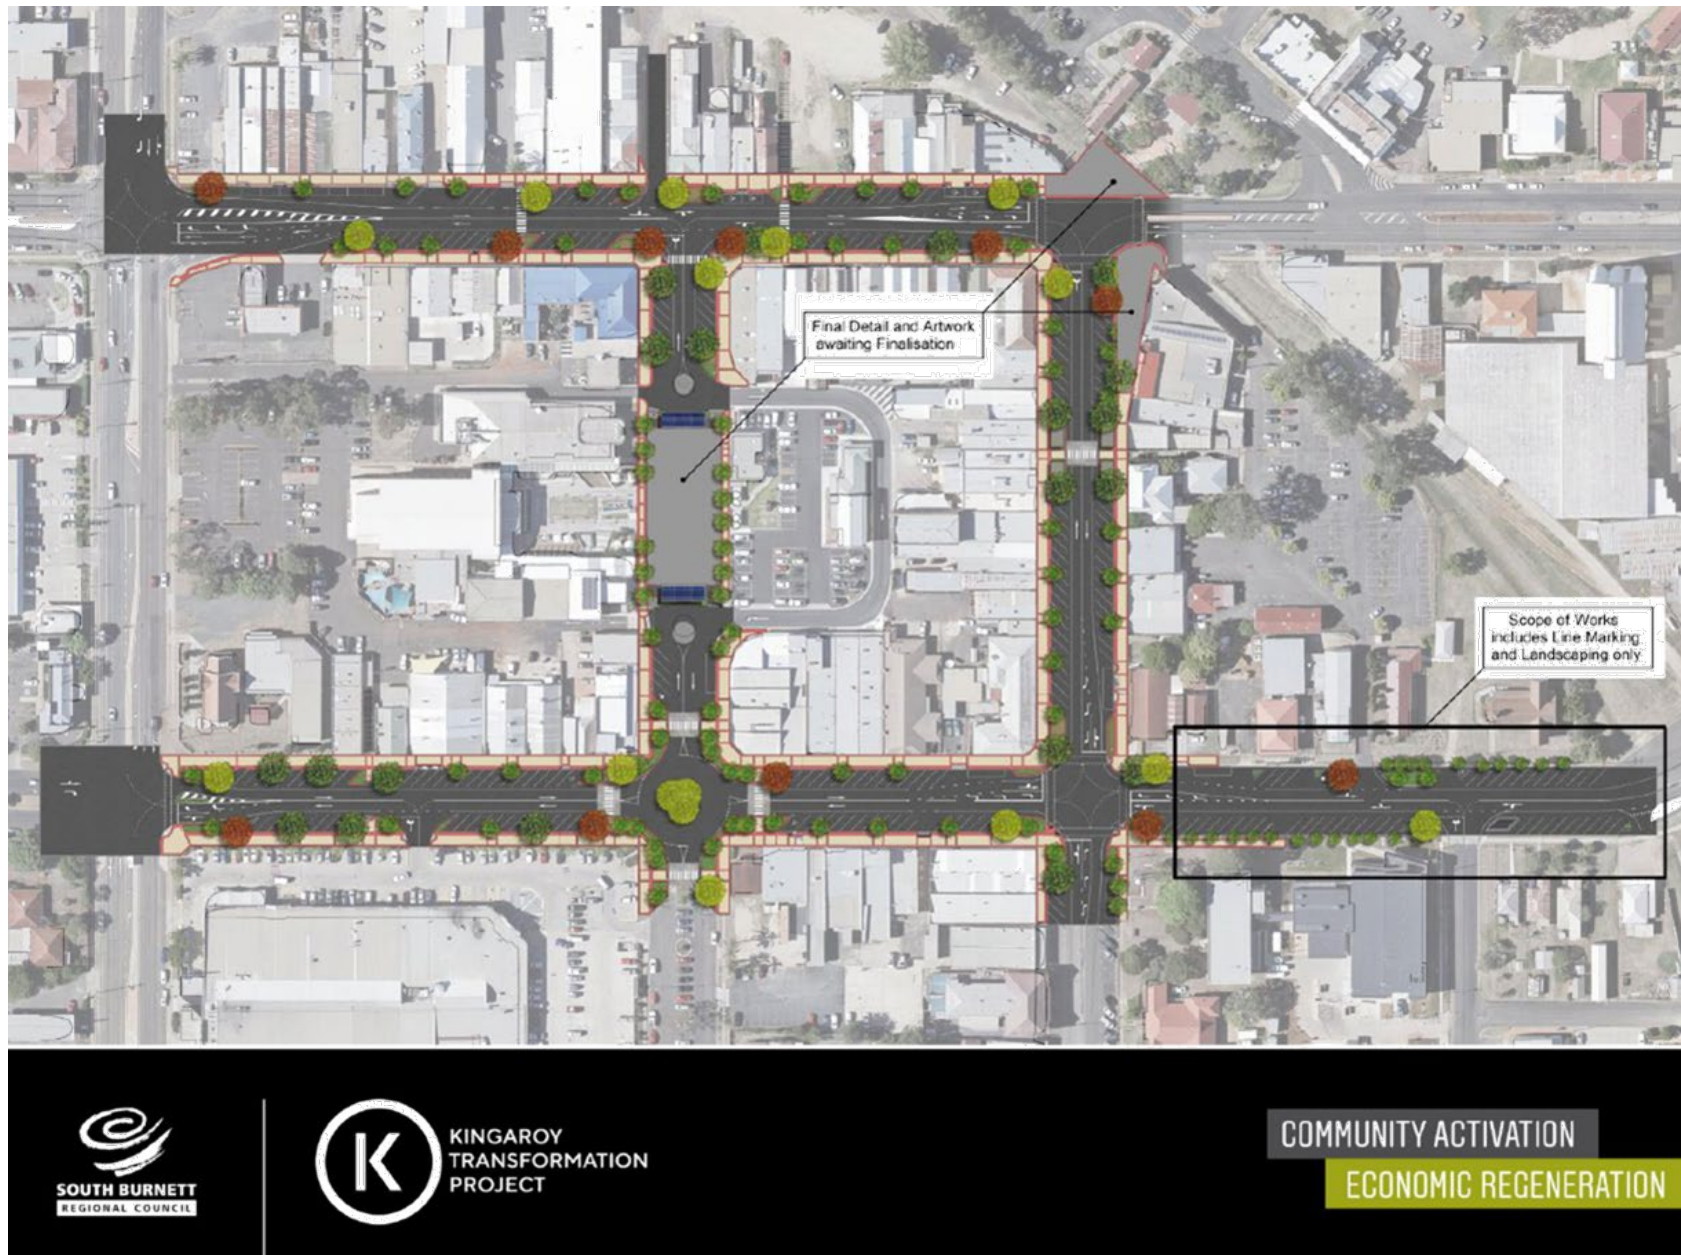 Final Detail and Artwork
awaiting Finalisation
Scope of Works
includes Line Marking
and Landscaping only
SOUTH BURNETT
REGIONAL COUNCIL
K
KINGAROY
TRANSFORMATION
PROJECT
COMMUNITY ACTIVATION
ECONOMIC REGENERATION